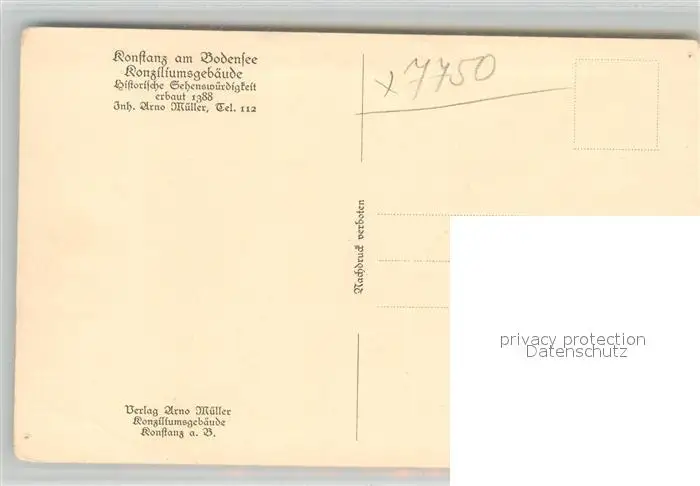 Konstanz am Bodensee
Konziliumsgebäude
Historische Sehenswürdigkeit
erbaut 1388
Inh. Arno Müller, Tel. 112
x 7750
Nachdruck verboten
privacy protection
Datenschutz
Verlag Arno Müller
Konziliumsgebäude
Konstanz a. B.